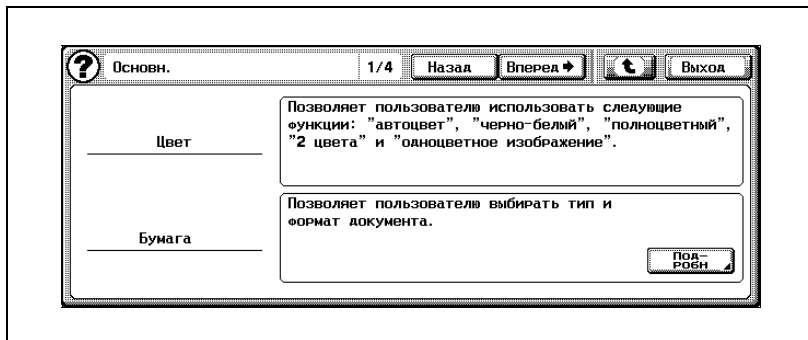 Основн. 1/4 Назад Вперед
Выход
Цвет
Позволяет пользователю использовать следующие
функции: "автоцвет", "черно-белый", "полноцветный",
"2 цвета" и "одноцветное изображение".
Бумага
Позволяет пользователю выбирать тип и
формат документа.
Под-
робн